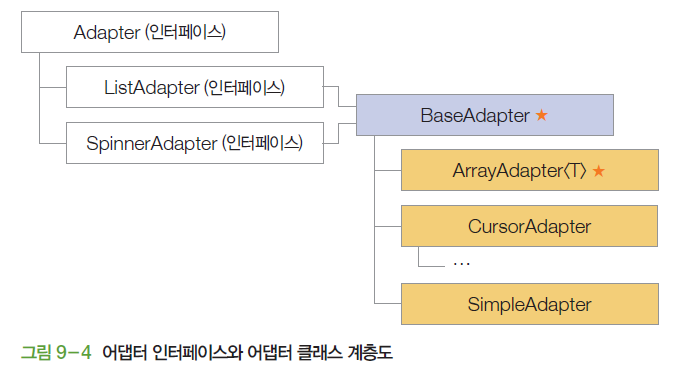 Adapter (인터페이스)
ListAdapter (인터페이스)
SpinnerAdapter (인터페이스)
BaseAdapter ★
ArrayAdapter〈T〉 ★
CursorAdapter
…
SimpleAdapter
그림 9-4 어댑터 인터페이스와 어댑터 클래스 계층도